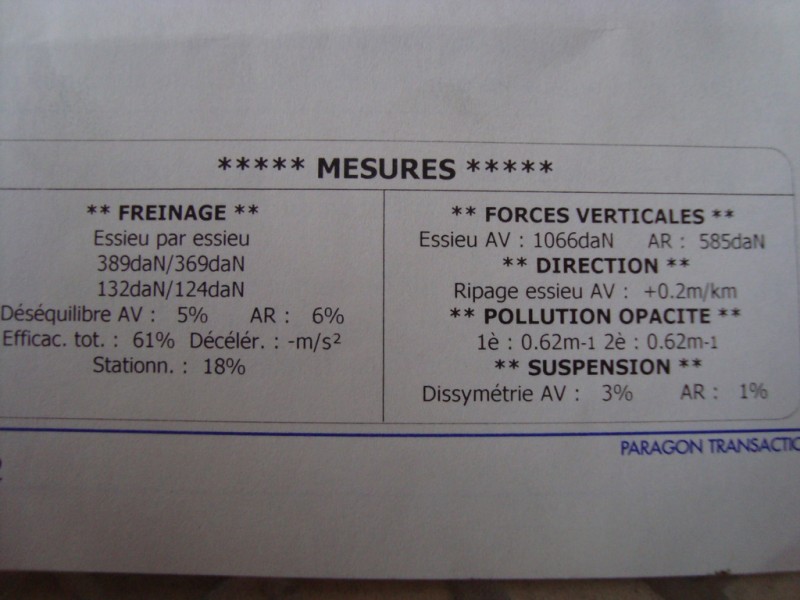 ***** MESURES *****
** FREINAGE **
Essieu par essieu
389daN/369daN
132daN/124daN
Déséquilibre AV : 5% AR : 6%
Efficac. tot. : 61% Décélér. : -m/s²
Stationn. : 18%
** FORCES VERTICALES **
Essieu AV : 1066daN AR : 585daN
** DIRECTION **
Ripage essieu AV : +0.2m/km
** POLLUTION OPACITE **
1è : 0.62m-1 2è : 0.62m-1
** SUSPENSION **
Dissymétrie AV : 3% AR : 1%
PARAGON TRANSACTIO